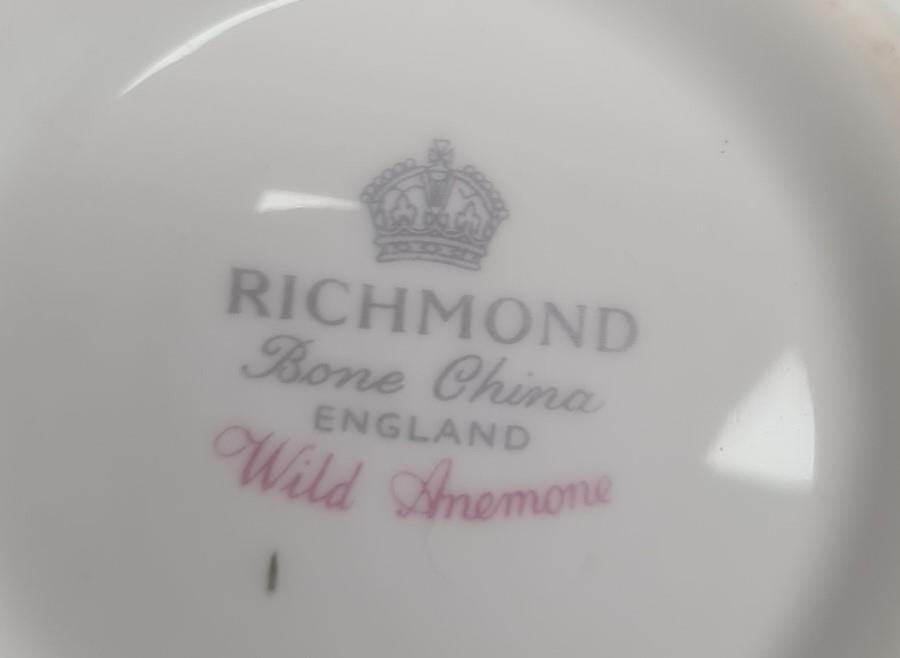 RICHMOND
Bone China
ENGLAND
Wild Anemone